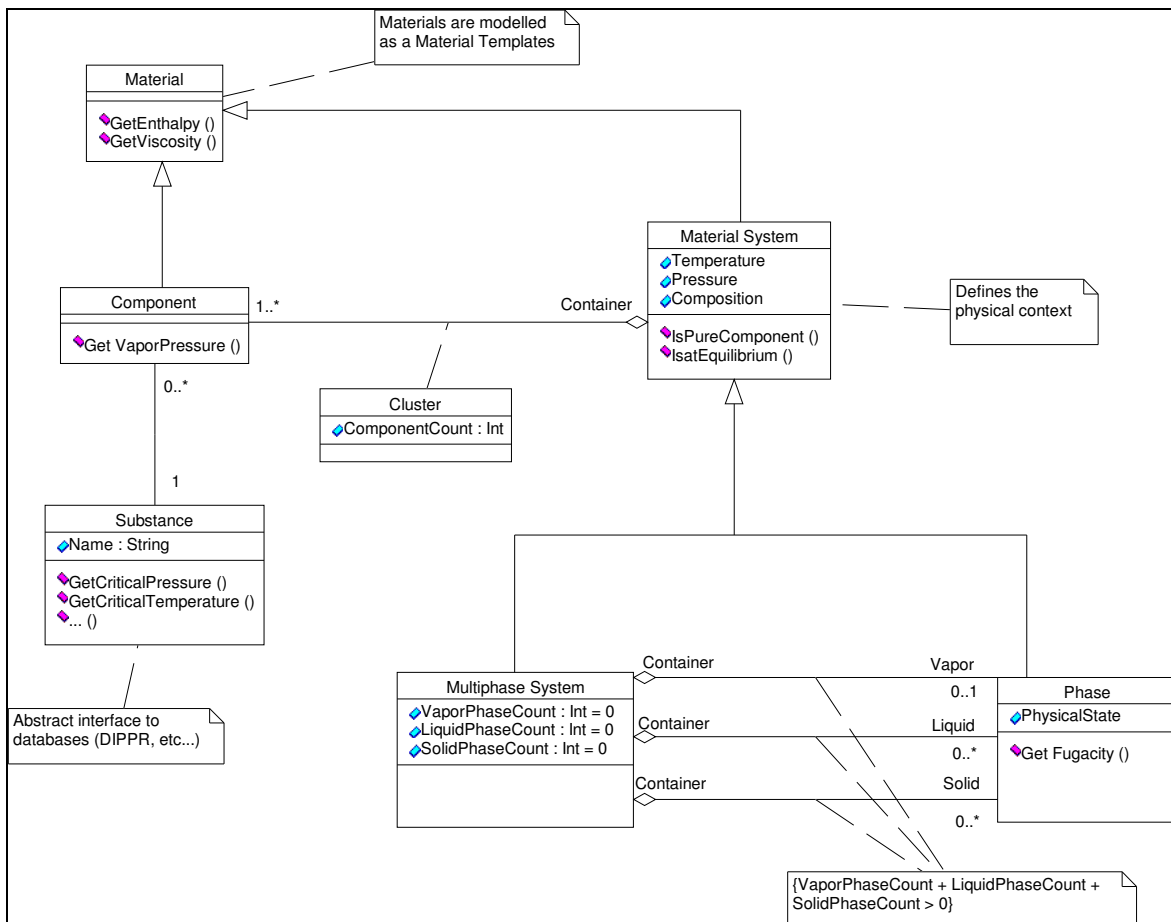 Materials are modelled
as a Material Templates
Material
GetEnthalpy ()
GetViscosity ()
Material System
Temperature
Pressure
Composition
IsPureComponent ()
IsatEquilibrium ()
Defines the
physical context
Component
Get VaporPressure ()
1..*
Container
0..*
Cluster
ComponentCount : Int
1
Substance
Name : String
GetCriticalPressure ()
GetCriticalTemperature ()
... ()
Abstract interface to
databases (DIPPR, etc...)
Multiphase System
VaporPhaseCount : Int = 0
LiquidPhaseCount : Int = 0
SolidPhaseCount : Int = 0
Container
Vapor
0..1
Container
Liquid
0..*
Container
Solid
0..*
Phase
PhysicalState
Get Fugacity ()
{VaporPhaseCount + LiquidPhaseCount +
SolidPhaseCount > 0}